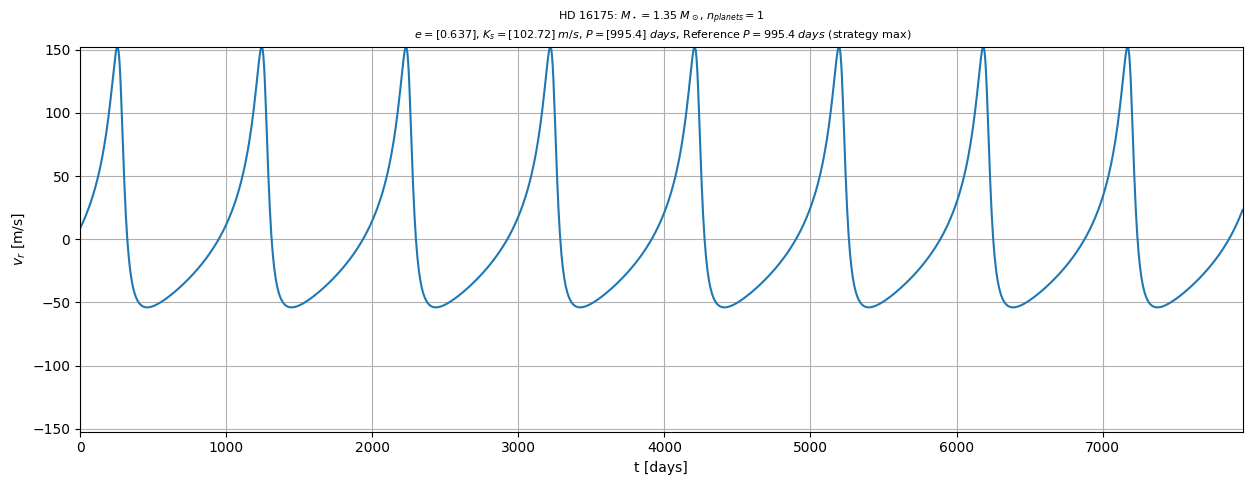 HD 16175: $M_⋆ = 1.35 M_⊙$, $n_{planets} = 1$
e = [0.637], K_s = [102.72] m/s, P = [995.4] days, Reference P = 995.4 days (strategy max)
150
100
50
0
−50
−100
−150
v_r [m/s]
0 1000 2000 3000 4000 5000 6000 7000
t [days]